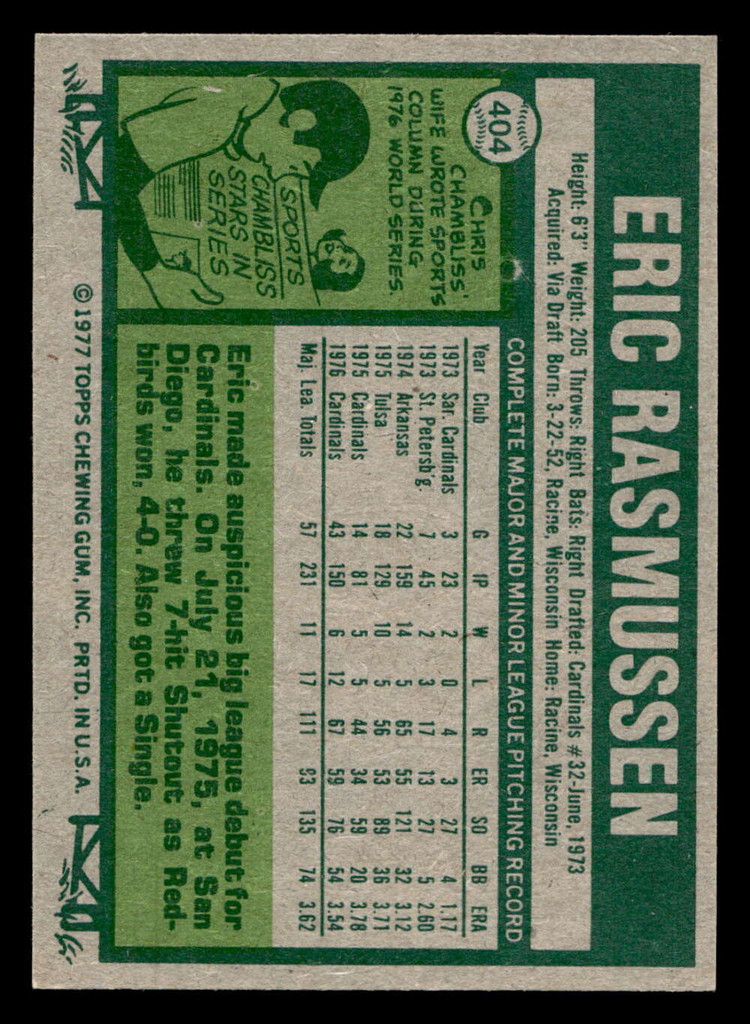 404
ERIC RASMUSSEN
Height: 6'3" Weight: 205 Throws: Right Bats: Right Drafted: Cardinals #32-June, 1973
Acquired: Via Draft Born: 3-22-52, Racine, Wisconsin Home: Racine, Wisconsin
COMPLETE MAJOR AND MINOR LEAGUE PITCHING RECORD
Year Club G IP W L R ER SO BB ERA
1973 Sar. Cardinals 3 23 2 0 4 3 27 4 1.17
1973 St. Petersb'g. 7 45 2 3 17 13 27 5 2.60
1974 Arkansas 22 159 14 5 65 55 121 32 3.12
1975 Tulsa 18 129 10 5 56 53 89 36 3.71
1975 Cardinals 14 81 5 5 44 34 59 20 3.78
1976 Cardinals 43 150 6 12 67 59 76 54 3.54
Maj. Lea. Totals 57 231 11 17 111 93 135 74 3.62
CHRIS
CHAMBLISS'
WIFE WROTE SPORTS
COLUMN DURING
1976 WORLD SERIES.
SPORTS
CHAMBLISS
STARS IN
SERIES
Eric made auspicious big league debut for
Cardinals. On July 21, 1975, at San
Diego, he threw 7-hit Shutout as Red-
birds won, 4-0. Also got a Single.
©1977 TOPPS CHEWING GUM, INC. PRTD. IN U.S.A.